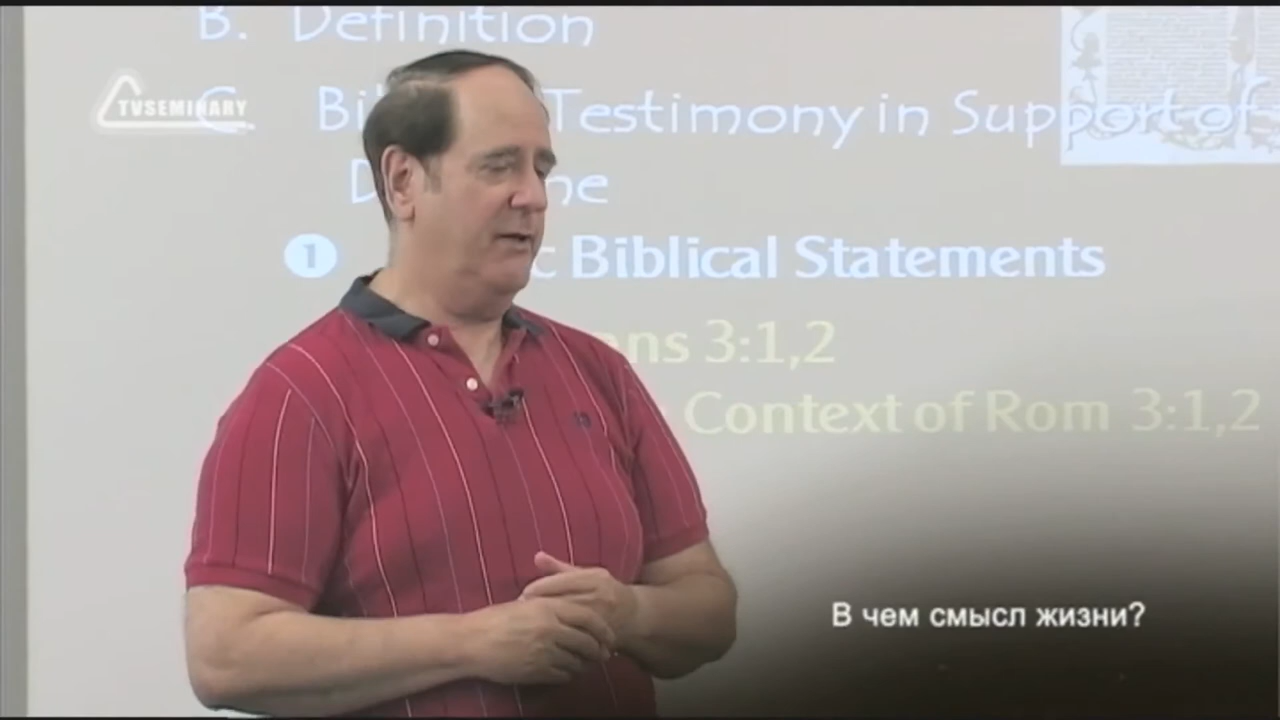 B. Definition
TVSEMINARY
C. Testimony in Support of
1 Biblical Statements
3:1,2
Context of Rom 3:1,2
В чем смысл жизни?